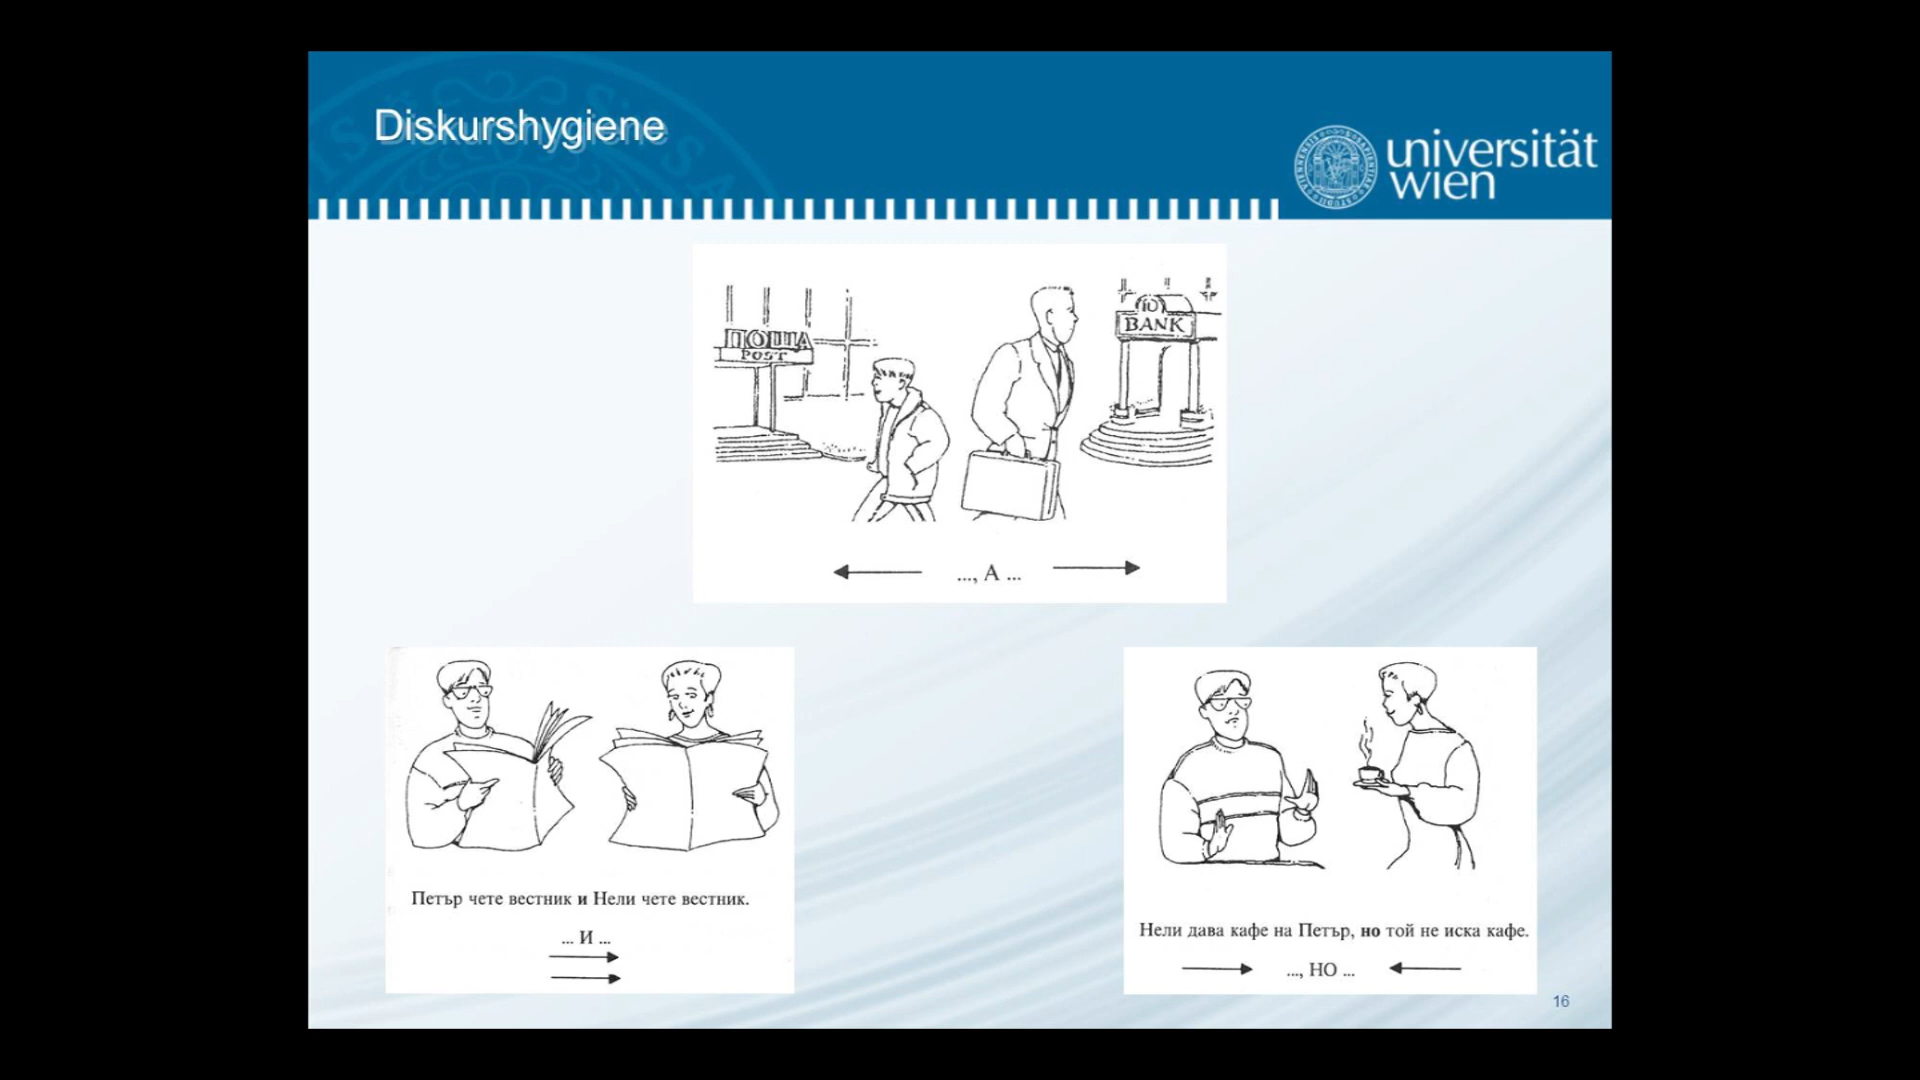 Diskurshygiene
universität
wien
ПОЩА
POST
BANK
..., А ...
Петър чете вестник и Нели чете вестник.
... И ...
Нели дава кафе на Петър, но той не иска кафе.
..., НО ...
16